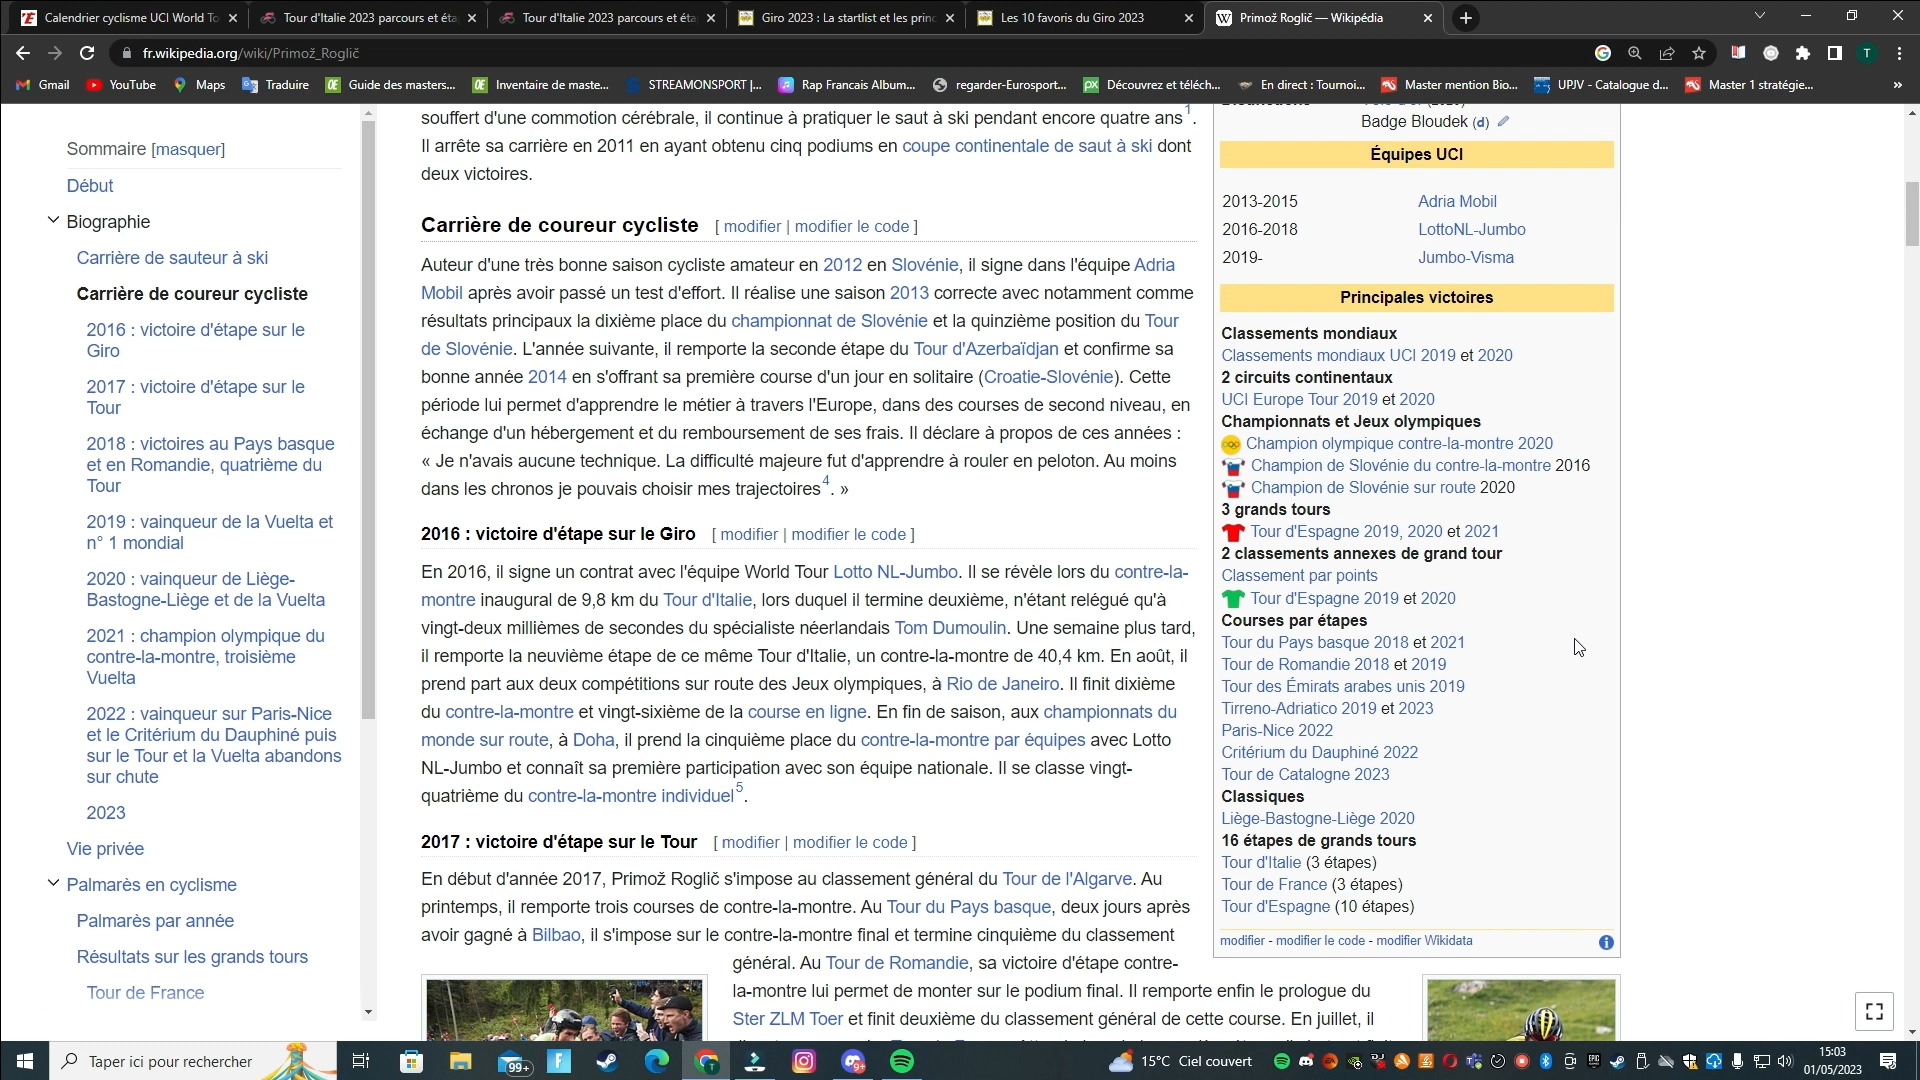 Calendrier cyclisme UCI World To
Tour d'Italie 2023 parcours et éta
Tour d'Italie 2023 parcours et éta
Giro 2023 : La startlist et les princ
Les 10 favoris du Giro 2023
Primož Roglič — Wikipédia
fr.wikipedia.org/wiki/Primož_Roglič
Gmail
YouTube
Maps
Traduire
Guide des masters...
Inventaire de maste...
STREAMONSPORT |...
Rap Francais Album...
regarder-Eurosport...
Découvrez et téléch...
En direct : Tournoi...
Master mention Bio...
UPJV - Catalogue d...
Master 1 stratégie...
Sommaire [masquer]
Début
Biographie
Carrière de sauteur à ski
Carrière de coureur cycliste
2016 : victoire d'étape sur le
Giro
2017 : victoire d'étape sur le
Tour
2018 : victoires au Pays basque
et en Romandie, quatrième du
Tour
2019 : vainqueur de la Vuelta et
n° 1 mondial
2020 : vainqueur de Liège-
Bastogne-Liège et de la Vuelta
2021 : champion olympique du
contre-la-montre, troisième
Vuelta
2022 : vainqueur sur Paris-Nice
et le Critérium du Dauphiné puis
sur le Tour et la Vuelta abandons
sur chute
2023
Vie privée
Palmarès en cyclisme
Palmarès par année
Résultats sur les grands tours
Tour de France
souffert d'une commotion cérébrale, il continue à pratiquer le saut à ski pendant encore quatre ans 1.
Il arrête sa carrière en 2011 en ayant obtenu cinq podiums en coupe continentale de saut à ski dont
deux victoires.
Carrière de coureur cycliste [ modifier | modifier le code ]
Auteur d'une très bonne saison cycliste amateur en 2012 en Slovénie, il signe dans l'équipe Adria
Mobil après avoir passé un test d'effort. Il réalise une saison 2013 correcte avec notamment comme
résultats principaux la dixième place du championnat de Slovénie et la quinzième position du Tour
de Slovénie. L'année suivante, il remporte la seconde étape du Tour d'Azerbaïdjan et confirme sa
bonne année 2014 en s'offrant sa première course d'un jour en solitaire (Croatie-Slovénie). Cette
période lui permet d'apprendre le métier à travers l'Europe, dans des courses de second niveau, en
échange d'un hébergement et du remboursement de ses frais. Il déclare à propos de ces années :
« Je n'avais aucune technique. La difficulté majeure fut d'apprendre à rouler en peloton. Au moins
dans les chronos je pouvais choisir mes trajectoires 4. »
2016 : victoire d'étape sur le Giro [ modifier | modifier le code ]
En 2016, il signe un contrat avec l'équipe World Tour Lotto NL-Jumbo. Il se révèle lors du contre-la-
montre inaugural de 9,8 km du Tour d'Italie, lors duquel il termine deuxième, n'étant relégué qu'à
vingt-deux millièmes de secondes du spécialiste néerlandais Tom Dumoulin. Une semaine plus tard,
il remporte la neuvième étape de ce même Tour d'Italie, un contre-la-montre de 40,4 km. En août, il
prend part aux deux compétitions sur route des Jeux olympiques, à Rio de Janeiro. Il finit dixième
du contre-la-montre et vingt-sixième de la course en ligne. En fin de saison, aux championnats du
monde sur route, à Doha, il prend la cinquième place du contre-la-montre par équipes avec Lotto
NL-Jumbo et connaît sa première participation avec son équipe nationale. Il se classe vingt-
quatrième du contre-la-montre individuel 5.
2017 : victoire d'étape sur le Tour [ modifier | modifier le code ]
En début d'année 2017, Primož Roglič s'impose au classement général du Tour de l'Algarve. Au
printemps, il remporte trois courses de contre-la-montre. Au Tour du Pays basque, deux jours après
avoir gagné à Bilbao, il s'impose sur le contre-la-montre final et termine cinquième du classement
général. Au Tour de Romandie, sa victoire d'étape contre-
la-montre lui permet de monter sur le podium final. Il remporte enfin le prologue du
Ster ZLM Toer et finit deuxième du classement général de cette course. En juillet, il
Badge Bloudek (d)
Équipes UCI
2013-2015 Adria Mobil
2016-2018 LottoNL-Jumbo
2019- Jumbo-Visma
Principales victoires
Classements mondiaux
Classements mondiaux UCI 2019 et 2020
2 circuits continentaux
UCI Europe Tour 2019 et 2020
Championnats et Jeux olympiques
Champion olympique contre-la-montre 2020
Champion de Slovénie du contre-la-montre 2016
Champion de Slovénie sur route 2020
3 grands tours
Tour d'Espagne 2019, 2020 et 2021
2 classements annexes de grand tour
Classement par points
Tour d'Espagne 2019 et 2020
Courses par étapes
Tour du Pays basque 2018 et 2021
Tour de Romandie 2018 et 2019
Tour des Émirats arabes unis 2019
Tirreno-Adriatico 2019 et 2023
Paris-Nice 2022
Critérium du Dauphiné 2022
Tour de Catalogne 2023
Classiques
Liège-Bastogne-Liège 2020
16 étapes de grands tours
Tour d'Italie (3 étapes)
Tour de France (3 étapes)
Tour d'Espagne (10 étapes)
modifier - modifier le code - modifier Wikidata
Taper ici pour rechercher
99+
15°C Ciel couvert
15:03
01/05/2023